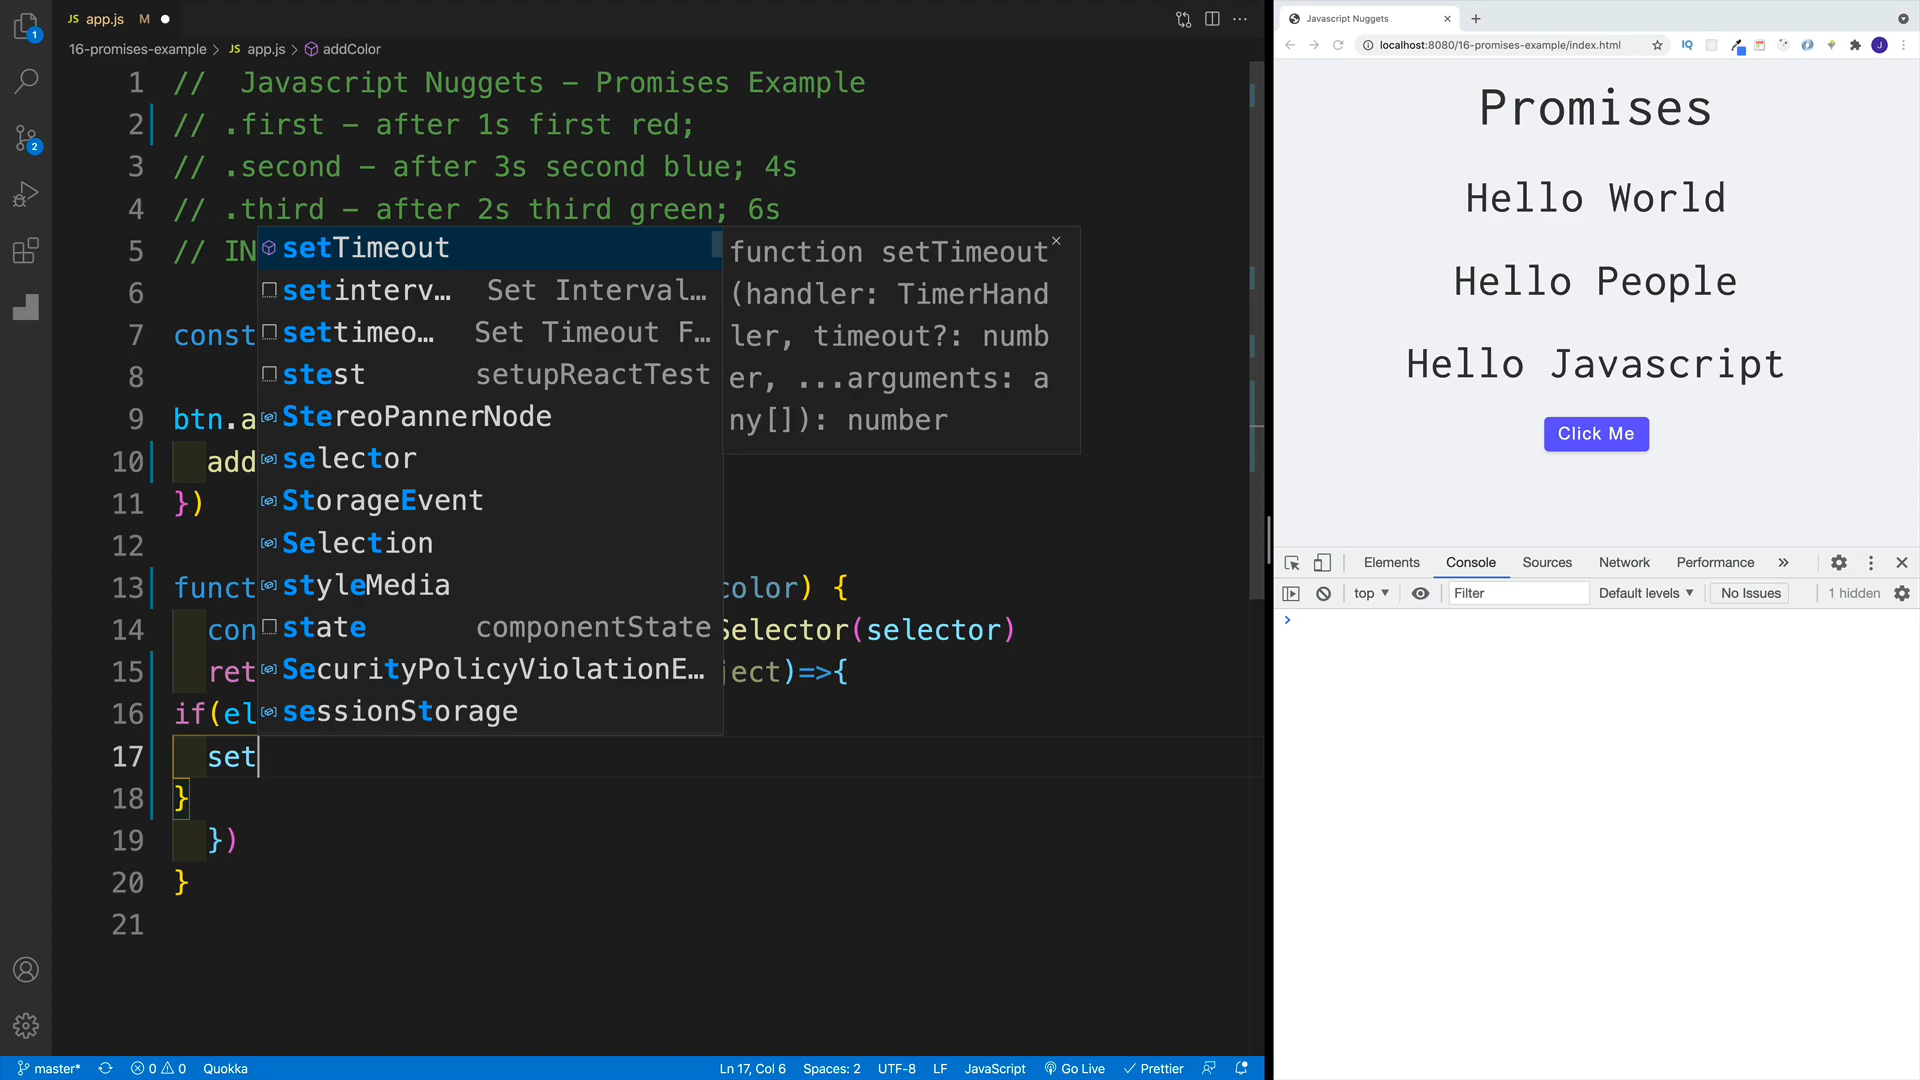 JS app.js M
16-promises-example > JS app.js > addColor
1 //  Javascript Nuggets - Promises Example
2 // .first - after 1s first red;
3 // .second - after 3s second blue; 4s
4 // .third - after 2s third green; 6s
5 // IN
6
7 const
8
9 btn.a
10 add
11 })
12
13 funct color) {
14 con Selector(selector)
15 ret ject)=>{
16 if(el
17 set
18 }
19 })
20 }
21
setTimeout
setinterv… Set Interval…
settimeo… Set Timeout F…
stest setupReactTest
StereoPannerNode
selector
StorageEvent
Selection
styleMedia
state componentState
SecurityPolicyViolationE…
sessionStorage
function setTimeout
(handler: TimerHand
ler, timeout?: numb
er, ...arguments: a
ny[]): number
1
2
master* 0 0 Quokka Ln 17, Col 6 Spaces: 2 UTF-8 LF JavaScript Go Live Prettier
Javascript Nuggets
localhost:8080/16-promises-example/index.html IQ J
Promises
Hello World
Hello People
Hello Javascript
Click Me
Elements Console Sources Network Performance »
top Filter Default levels No Issues 1 hidden